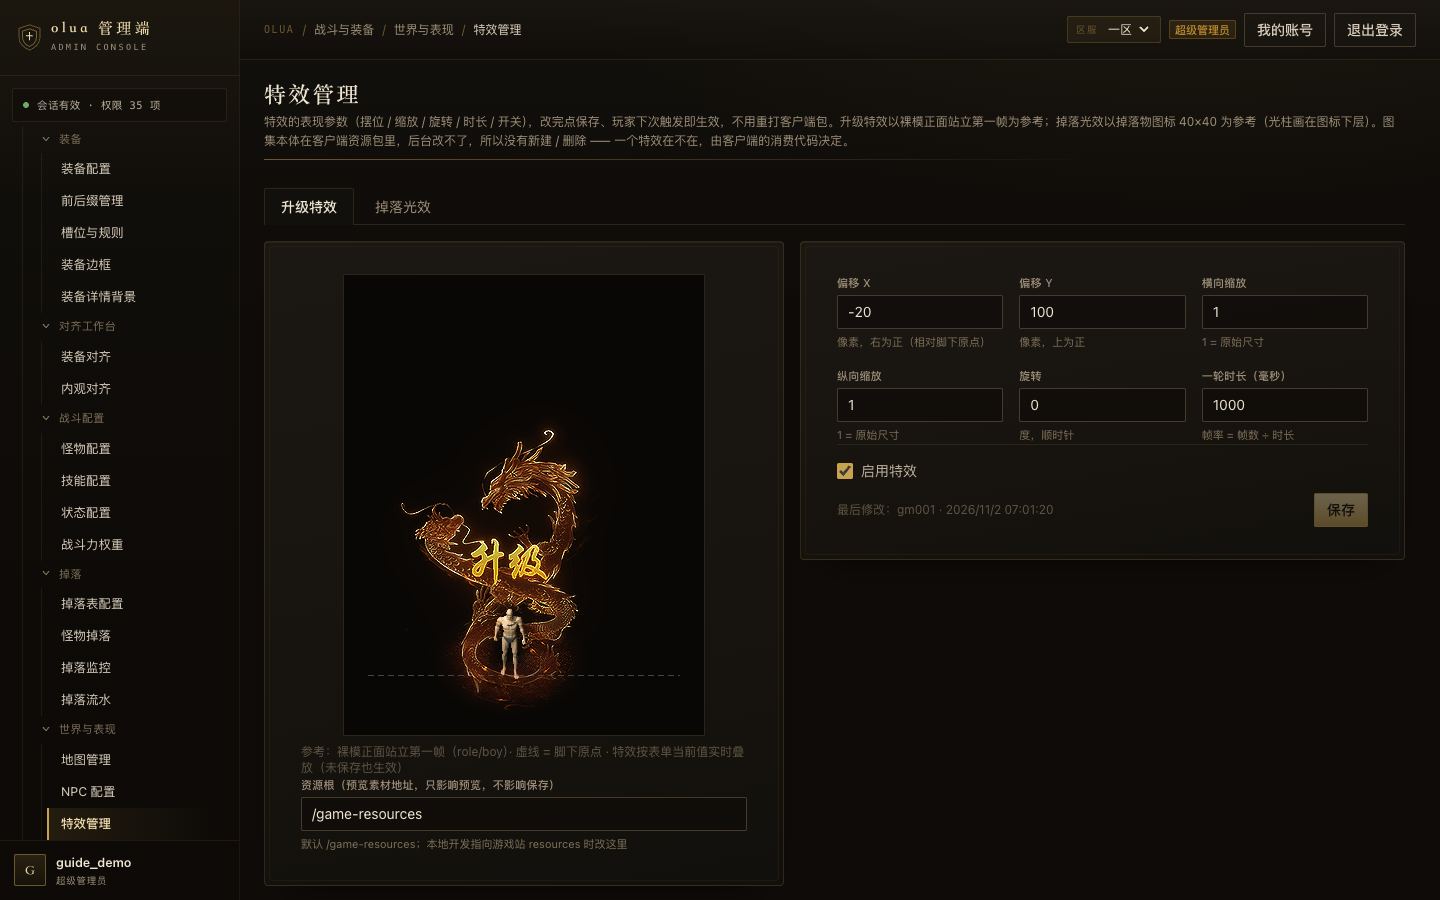 olua 管理端
ADMIN CONSOLE
会话有效 · 权限 35 项
装备
装备配置
前后缀管理
槽位与规则
装备边框
装备详情背景
对齐工作台
装备对齐
内观对齐
战斗配置
怪物配置
技能配置
状态配置
战斗力权重
掉落
掉落表配置
怪物掉落
掉落监控
掉落流水
世界与表现
地图管理
NPC 配置
特效管理
G
guide_demo
超级管理员
OLUA / 战斗与装备 / 世界与表现 / 特效管理
区服 一区
超级管理员
我的账号
退出登录
特效管理
特效的表现参数（摆位 / 缩放 / 旋转 / 时长 / 开关），改完点保存、玩家下次触发即生效，不用重打客户端包。升级特效以裸模正面站立第一帧为参考；掉落光效以掉落物图标 40×40 为参考（光柱画在图标下层）。图
集本体在客户端资源包里，后台改不了，所以没有新建 / 删除 —— 一个特效在不在，由客户端的消费代码决定。
升级特效
掉落光效
升级
参考：裸模正面站立第一帧（role/boy）· 虚线 = 脚下原点 · 特效按表单当前值实时叠
放（未保存也生效）
资源根（预览素材地址，只影响预览，不影响保存）
/game-resources
默认 /game-resources；本地开发指向游戏站 resources 时改这里
偏移 X
偏移 Y
横向缩放
-20
100
1
像素，右为正（相对脚下原点）
像素，上为正
1 = 原始尺寸
纵向缩放
旋转
一轮时长（毫秒）
1
0
1000
1 = 原始尺寸
度，顺时针
帧率 = 帧数 ÷ 时长
启用特效
最后修改：gm001 · 2026/11/2 07:01:20
保存